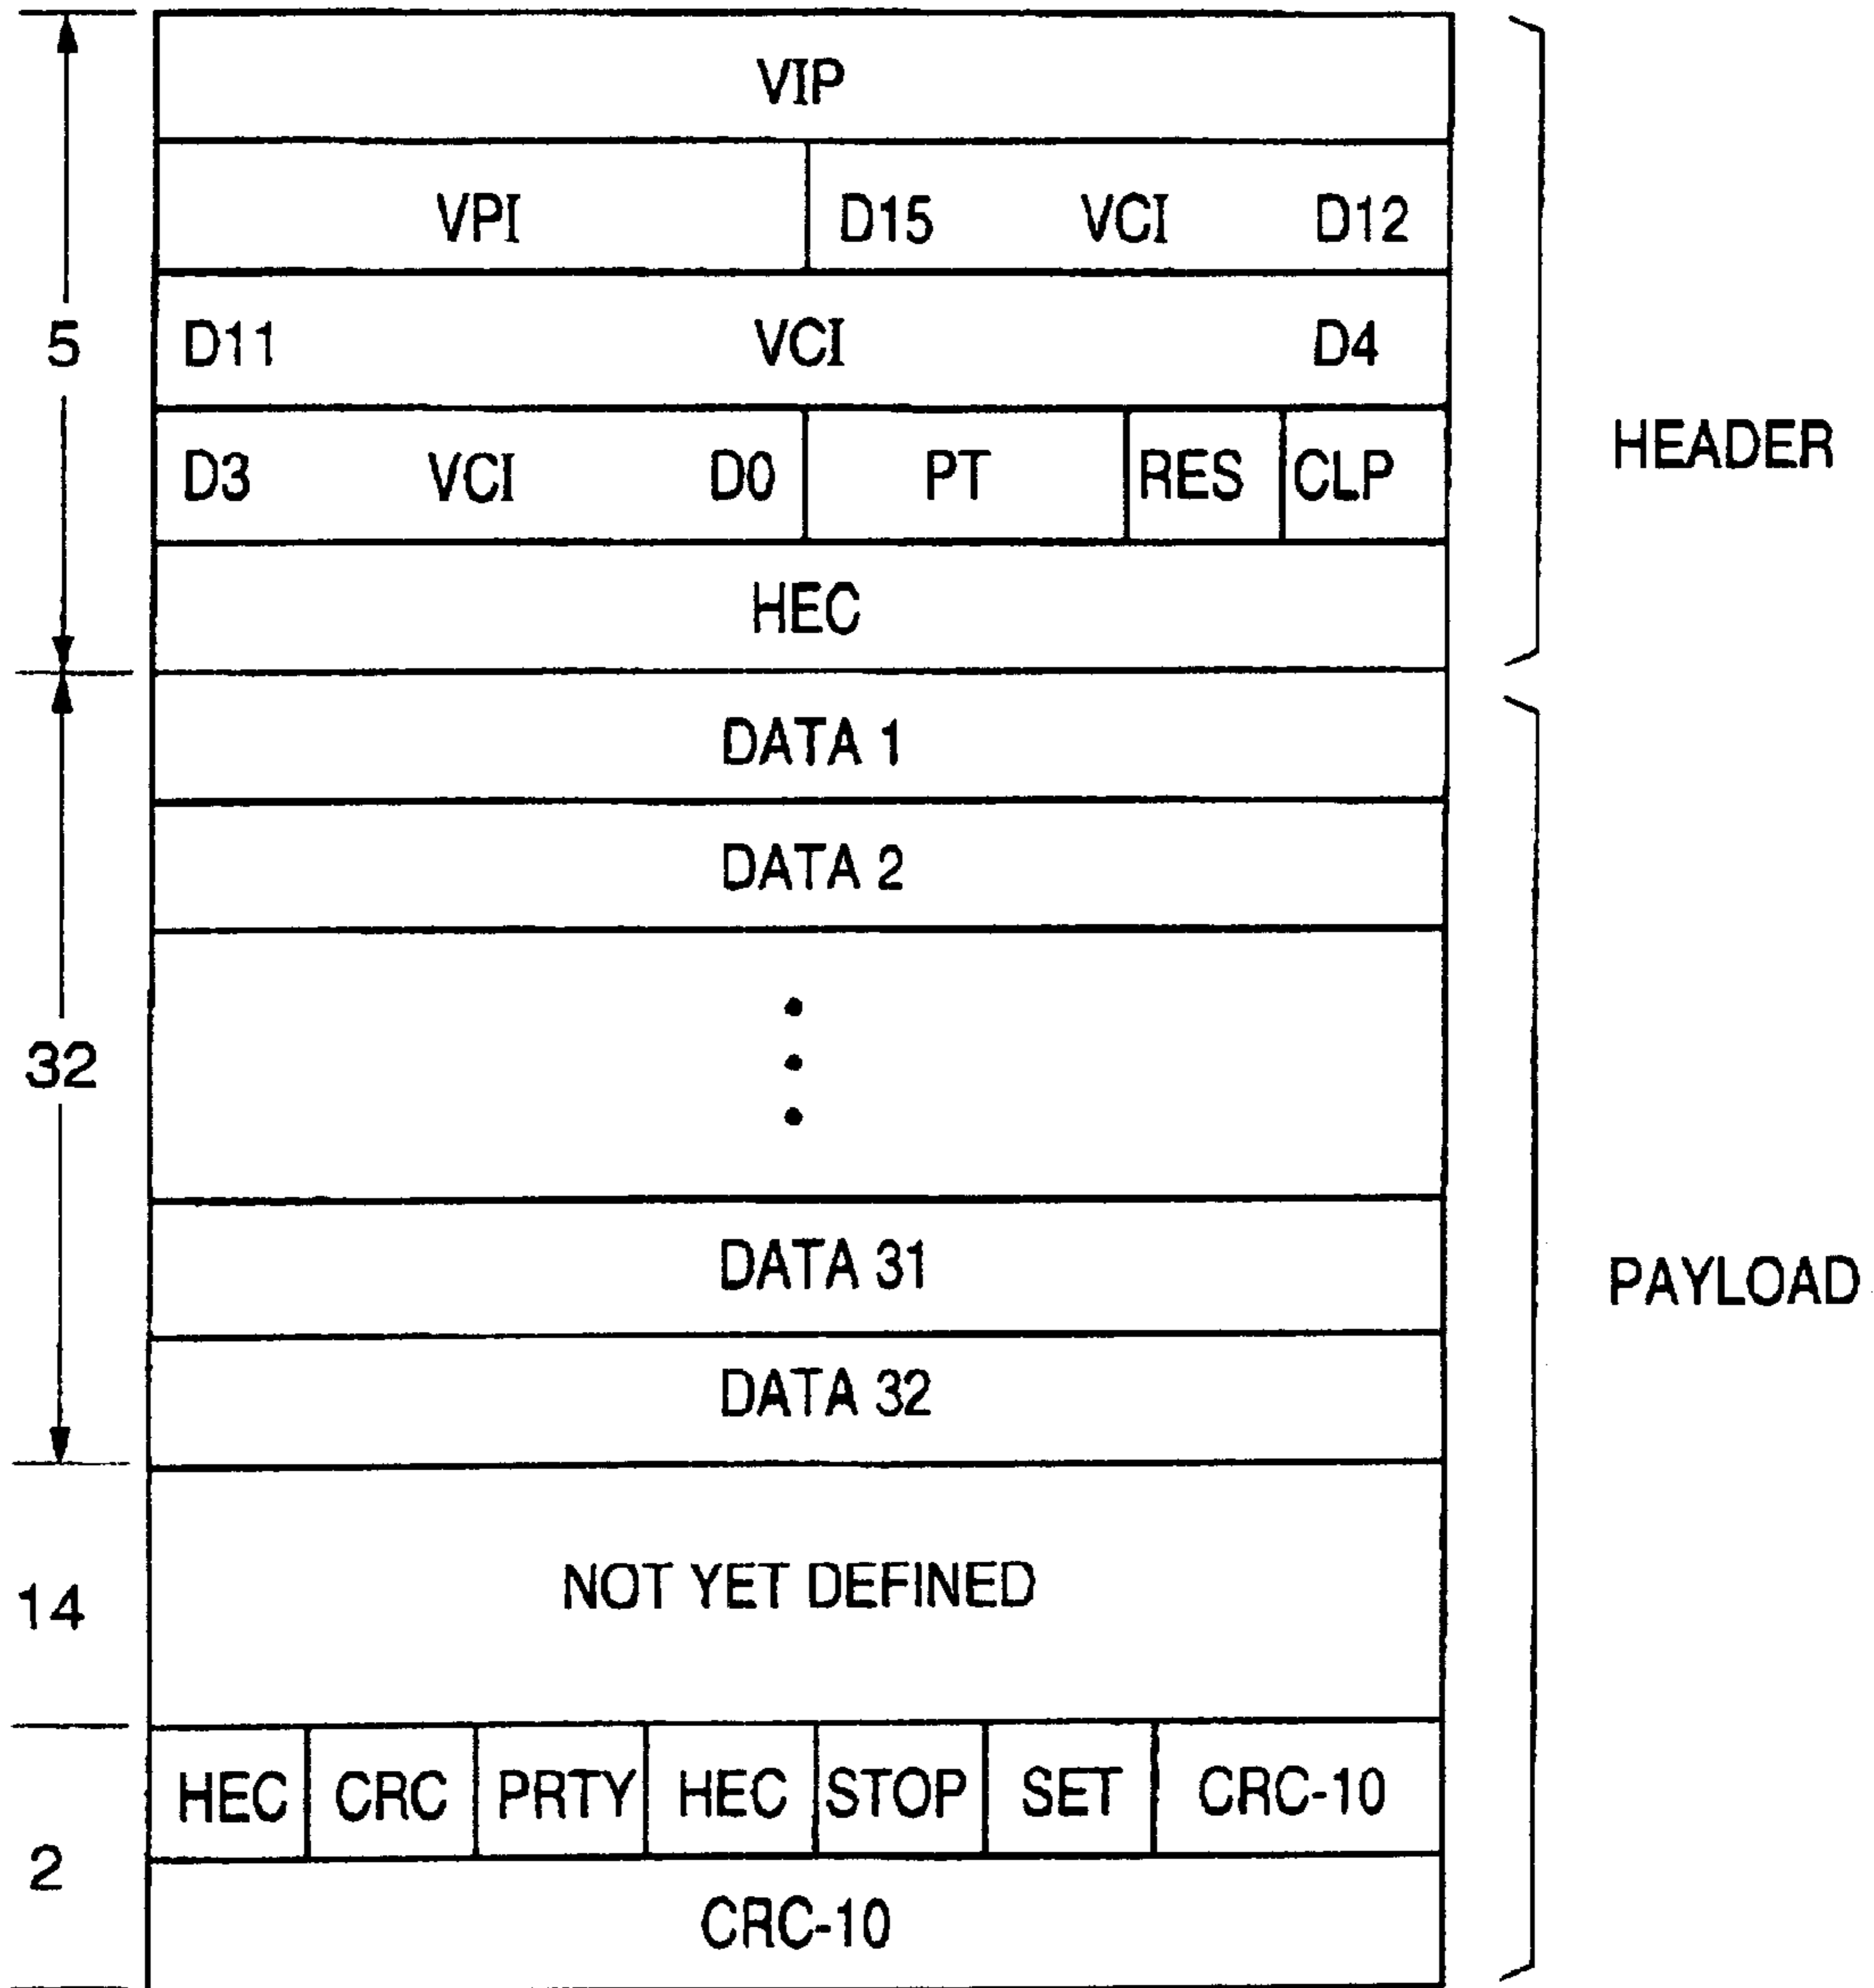 VIP
VPI D15 VCI D12
5 D11 VCI D4
D3 VCI D0 PT RES CLP HEADER
HEC
DATA 1
DATA 2
32
DATA 31
PAYLOAD
DATA 32
NOT YET DEFINED
14
HEC CRC PRTY HEC STOP SET CRC-10
2
CRC-10